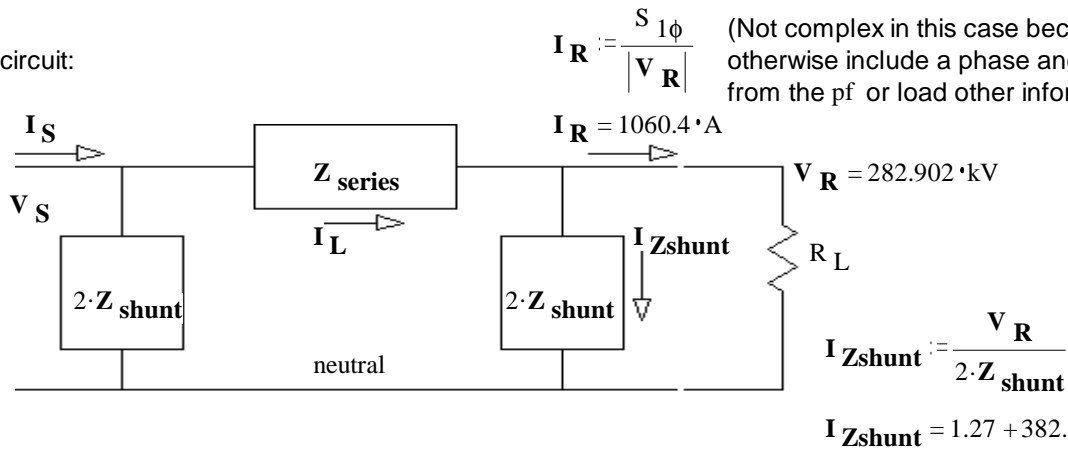 I R := S 1ϕ / |V R|
(Not complex in this case bec
otherwise include a phase an
from the pf or load other infor
circuit:
I R = 1060.4 • A
I S
Z series
V R = 282.902 • kV
V S
I L
I Zshunt
R L
2·Z shunt
2·Z shunt
neutral
I Zshunt := V R / 2·Z shunt
I Zshunt = 1.27 + 382.